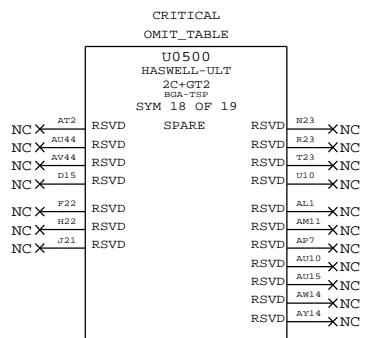 CRITICAL
OMIT_TABLE
U0500
HASWELL-ULT
2C+GT2
BGA-TSP
SYM 18 OF 19
SPARE
NC AT2 RSVD RSVD N23 NC
NC AU44 RSVD RSVD R23 NC
NC AV44 RSVD RSVD T23 NC
NC D15 RSVD RSVD U10 NC
NC F22 RSVD RSVD AL1 NC
NC H22 RSVD RSVD AM11 NC
NC J21 RSVD RSVD AP7 NC
RSVD AU10 NC
RSVD AU15 NC
RSVD AW14 NC
RSVD AY14 NC